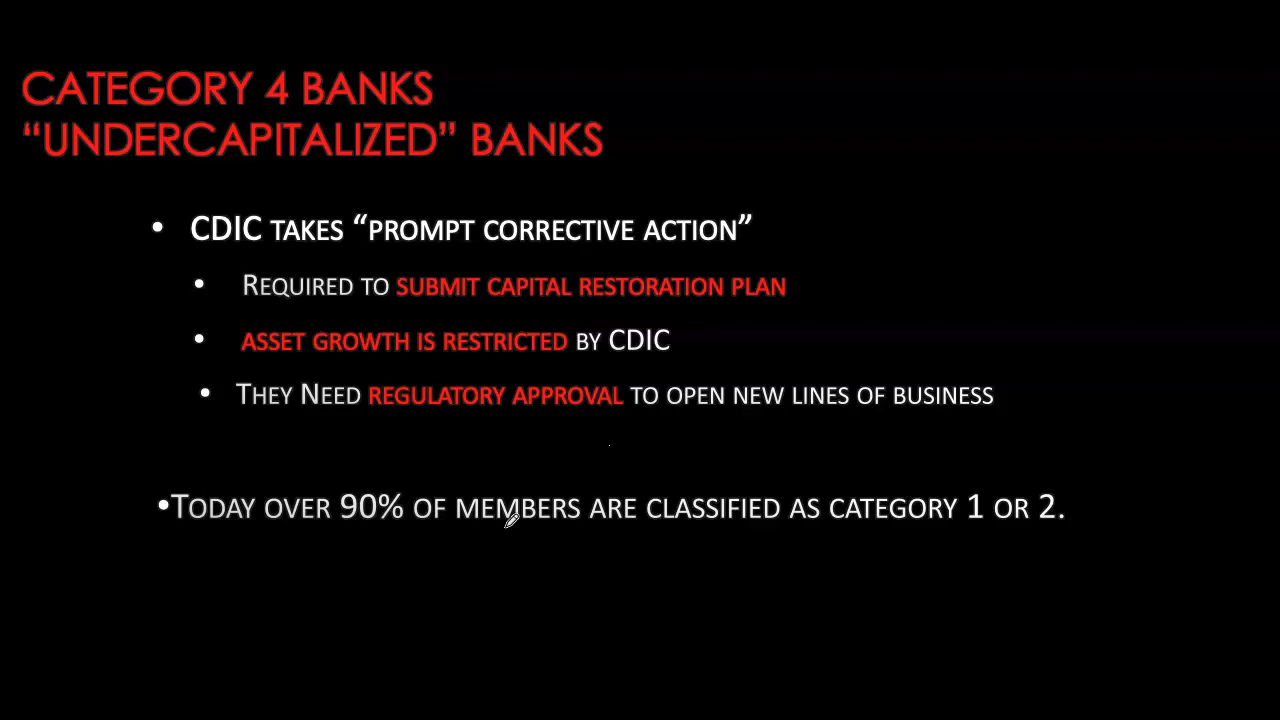 CATEGORY 4 BANKS
“UNDERCAPITALIZED” BANKS
• CDIC TAKES “PROMPT CORRECTIVE ACTION”
• REQUIRED TO SUBMIT CAPITAL RESTORATION PLAN
• ASSET GROWTH IS RESTRICTED BY CDIC
• THEY NEED REGULATORY APPROVAL TO OPEN NEW LINES OF BUSINESS
•TODAY OVER 90% OF MEMBERS ARE CLASSIFIED AS CATEGORY 1 OR 2.